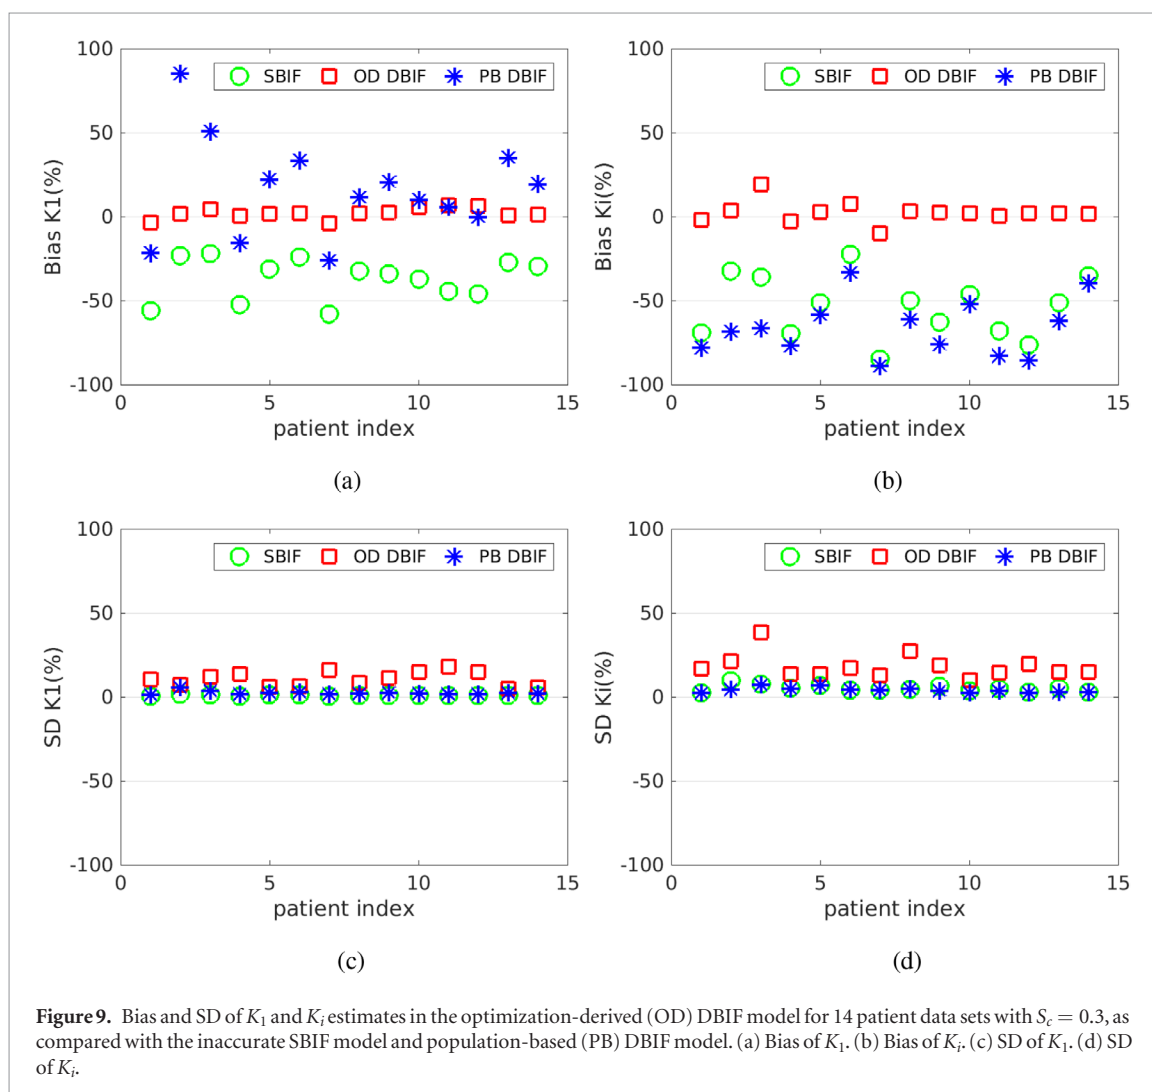 100
50
0
-50
-100
Bias K1(%)
SBIF OD DBIF PB DBIF
0 5 10 15
patient index
(a)
100
50
0
-50
-100
Bias Ki(%)
SBIF OD DBIF PB DBIF
0 5 10 15
patient index
(b)
100
50
0
-50
-100
SD K1(%)
SBIF OD DBIF PB DBIF
0 5 10 15
patient index
(c)
100
50
0
-50
-100
SD Ki(%)
SBIF OD DBIF PB DBIF
0 5 10 15
patient index
(d)
Figure 9. Bias and SD of K1 and Ki estimates in the optimization-derived (OD) DBIF model for 14 patient data sets with Sc = 0.3, as
compared with the inaccurate SBIF model and population-based (PB) DBIF model. (a) Bias of K1. (b) Bias of Ki. (c) SD of K1. (d) SD
of Ki.